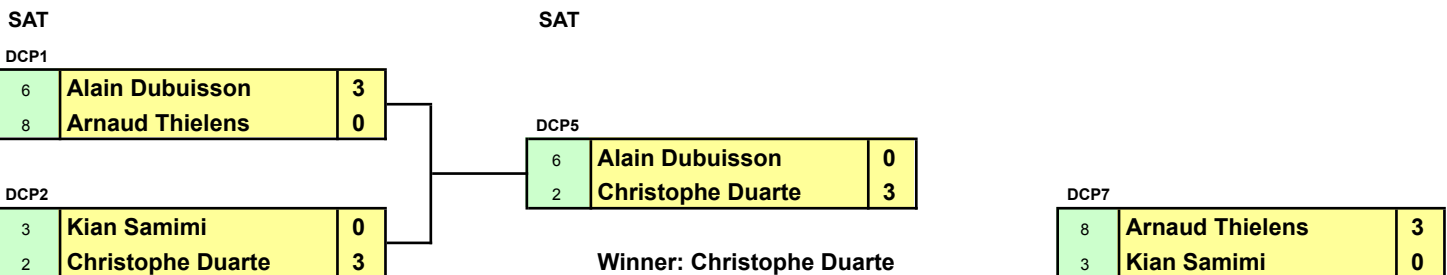 SAT SAT
DCP1
6 Alain Dubuisson 3
8 Arnaud Thielens 0
DCP5
6 Alain Dubuisson 0
2 Christophe Duarte 3
DCP2
3 Kian Samimi 0
2 Christophe Duarte 3
Winner: Christophe Duarte
DCP7
8 Arnaud Thielens 3
3 Kian Samimi 0